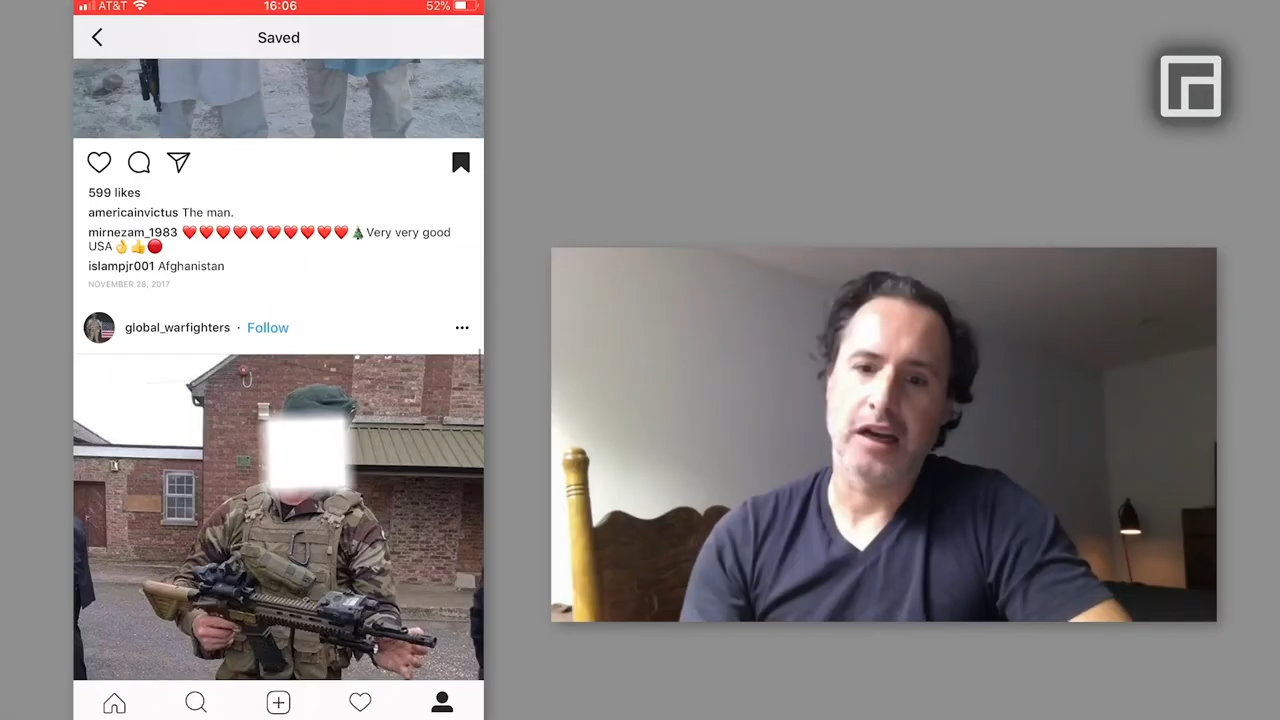 AT&T 16:06 52%
Saved
599 likes
americainvictus The man.
mirnezam_1983 ❤️❤️❤️❤️❤️❤️❤️❤️❤️❤️🎄Very very good
USA👌👍🔴
islampjr001 Afghanistan
NOVEMBER 28, 2017
global_warfighters · Follow